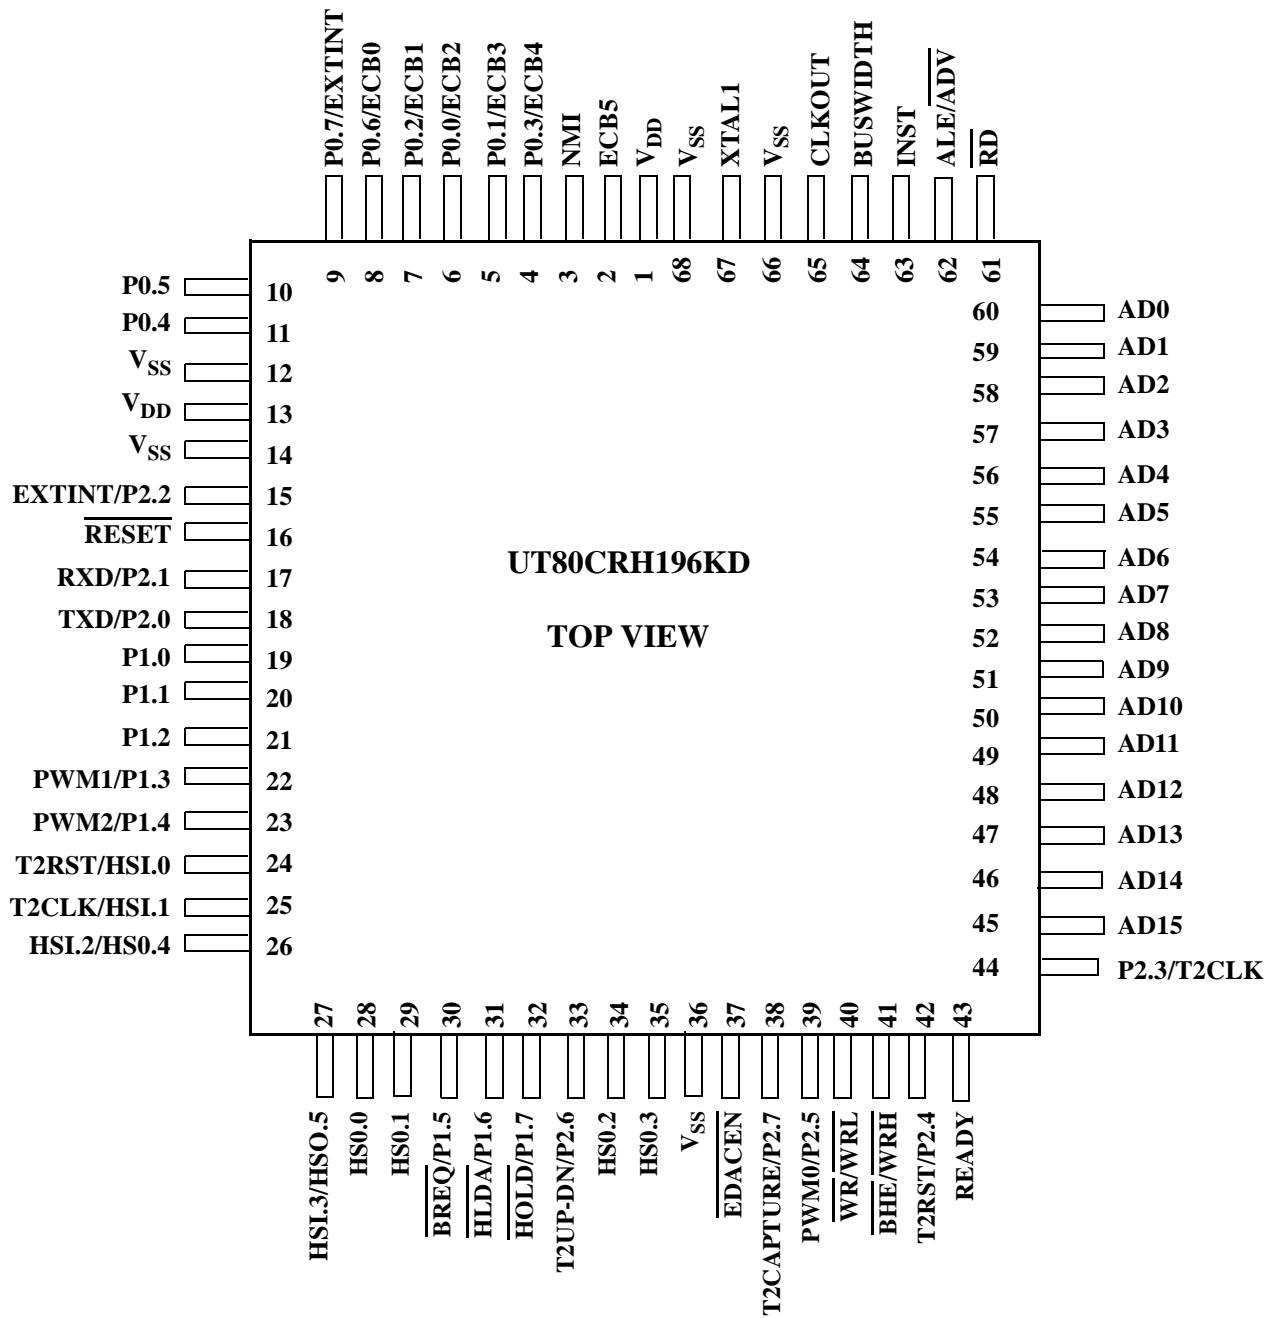 P0.7/EXTINT
P0.6/ECB0
P0.2/ECB1
P0.0/ECB2
P0.1/ECB3
P0.3/ECB4
NMI
ECB5
VDD
VSS
XTAL1
VSS
CLKOUT
BUSWIDTH
INST
ALE/ADV
RD
9
8
7
6
5
4
3
2
1
68
67
66
65
64
63
62
61
P0.5 10
P0.4 11
VSS 12
VDD 13
VSS 14
EXTINT/P2.2 15
RESET 16
RXD/P2.1 17
TXD/P2.0 18
P1.0 19
P1.1 20
P1.2 21
PWM1/P1.3 22
PWM2/P1.4 23
T2RST/HSI.0 24
T2CLK/HSI.1 25
HSI.2/HS0.4 26
UT80CRH196KD
TOP VIEW
60 AD0
59 AD1
58 AD2
57 AD3
56 AD4
55 AD5
54 AD6
53 AD7
52 AD8
51 AD9
50 AD10
49 AD11
48 AD12
47 AD13
46 AD14
45 AD15
44 P2.3/T2CLK
27
28
29
30
31
32
33
34
35
36
37
38
39
40
41
42
43
HSI.3/HSO.5
HS0.0
HS0.1
BREQ/P1.5
HLDA/P1.6
HOLD/P1.7
T2UP-DN/P2.6
HS0.2
HS0.3
VSS
EDACEN
T2CAPTURE/P2.7
PWM0/P2.5
WR/WRL
BHE/WRH
T2RST/P2.4
READY